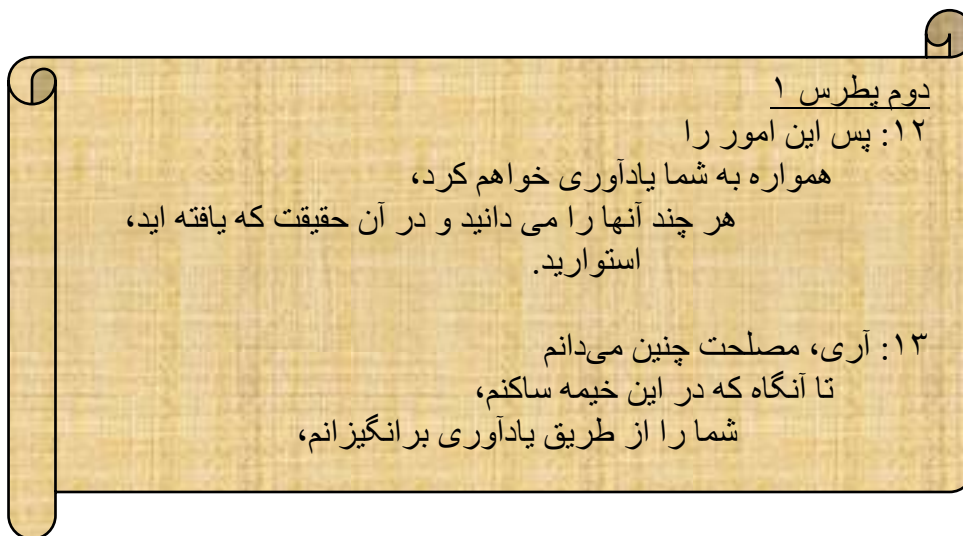 دوم پطرس ۱
۱۲: پس این امور را
همواره به شما یادآوری خواهم کرد،
هر چند آنها را می دانید و در آن حقیقت که یافته اید،
استوارید.
۱۳: آری، مصلحت چنین می‌دانم
تا آنگاه که در این خیمه ساکنم،
شما را از طریق یادآوری برانگیزانم،